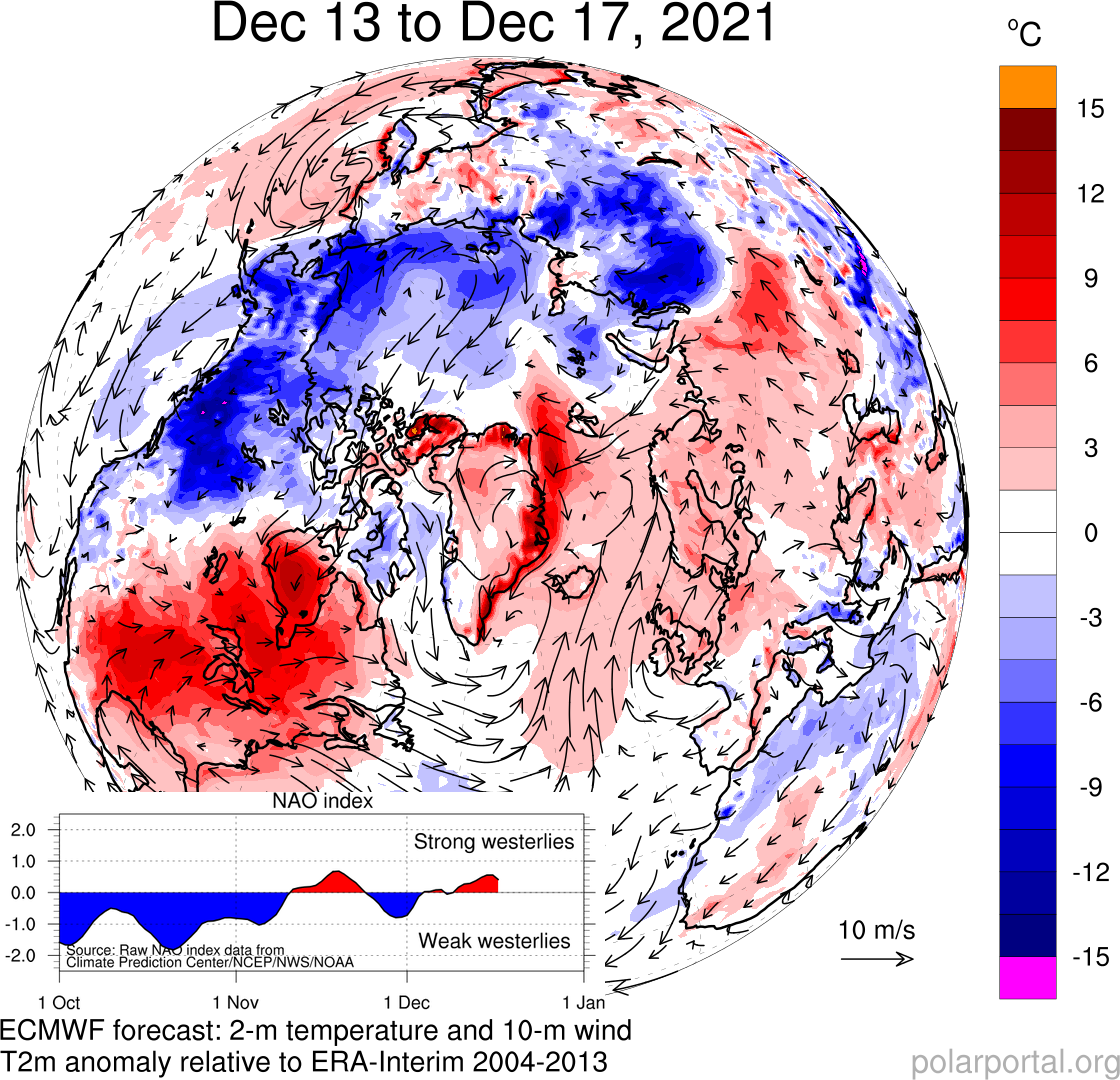 Dec 13 to Dec 17, 2021
°C
15
12
9
6
3
0
-3
-6
-9
-12
-15
10 m/s
NAO index
2.0
1.0
0.0
-1.0
-2.0
Strong westerlies
Weak westerlies
Source: Raw NAO index data from
Climate Prediction Center/NCEP/NWS/NOAA
1 Oct
1 Nov
1 Dec
1 Jan
ECMWF forecast: 2-m temperature and 10-m wind
T2m anomaly relative to ERA-Interim 2004-2013
polarportal.org